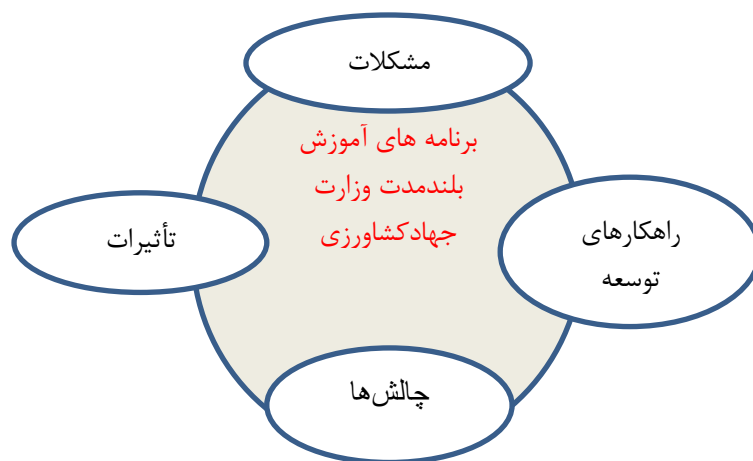 مشکلات
برنامه های آموزش
بلندمدت وزارت
جهادکشاورزی
راهکارهای
توسعه
تأثیرات
چالش‌ها